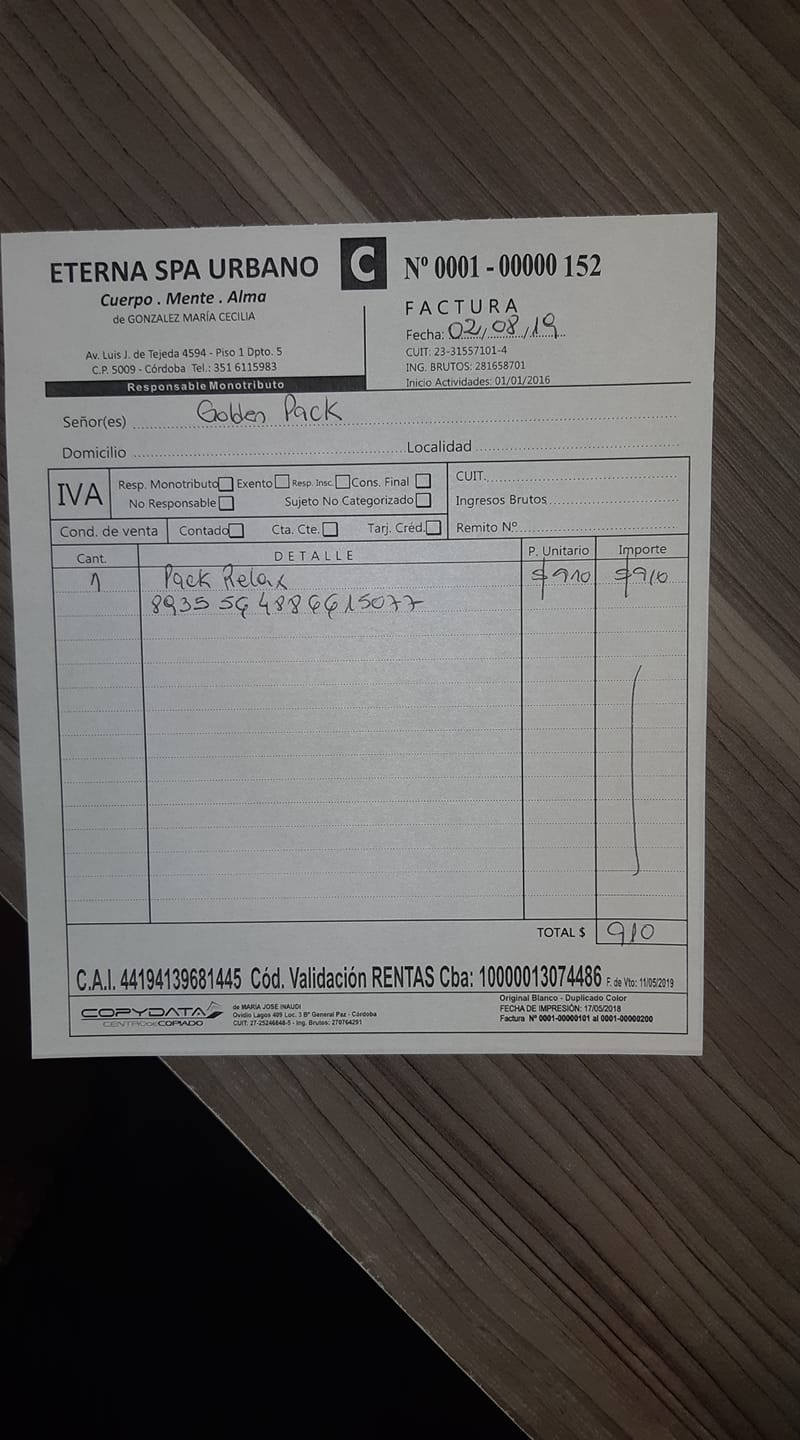 ETERNA SPA URBANO
Cuerpo . Mente . Alma
de GONZALEZ MARÍA CECILIA
Av. Luis J. de Tejeda 4594 - Piso 1 Dpto. 5
C.P. 5009 - Córdoba Tel.: 351 6115983
Responsable Monotributo
C
Nº 0001 - 00000 152
FACTURA
Fecha: 02/08/19
CUIT: 23-31557101-4
ING. BRUTOS: 281658701
Inicio Actividades: 01/01/2016
Señor(es) Golden Pack
Domicilio Localidad
IVA
Resp. Monotributo Exento Resp. Insc. Cons. Final
No Responsable Sujeto No Categorizado
CUIT.
Ingresos Brutos
Cond. de venta Contado Cta. Cte. Tarj. Créd. Remito Nº
Cant. DETALLE P. Unitario Importe
1 Pack Relax $910 $910
8935 56 4886615077
TOTAL $ 910
C.A.I. 44194139681445 Cód. Validación RENTAS Cba: 10000013074486 F. de Vto: 11/05/2019
COPYDATA
CENTRO DE COPIADO
de MARIA JOSE INAUDI
Ovidio Lagos 409 Loc. 3 Bº General Paz - Córdoba
CUIT: 27-25246848-5 - Ing. Brutos: 270764291
Original Blanco - Duplicado Color
FECHA DE IMPRESIÓN: 17/05/2018
Factura Nº 0001-00000101 al 0001-00000200